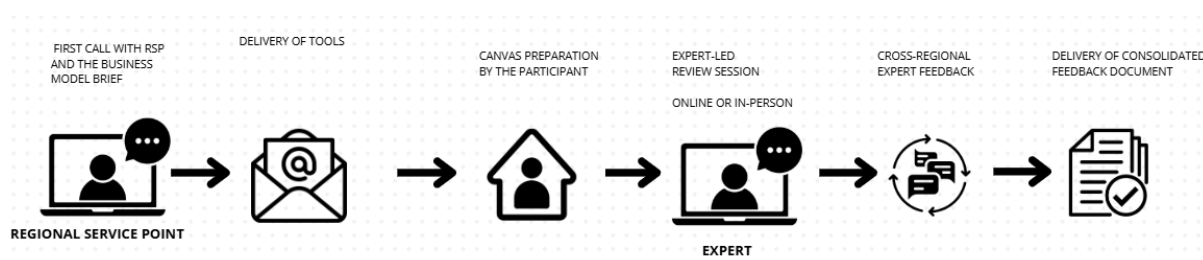 FIRST CALL WITH RSP
AND THE BUSINESS
MODEL BRIEF
REGIONAL SERVICE POINT
DELIVERY OF TOOLS
@
CANVAS PREPARATION
BY THE PARTICIPANT
EXPERT-LED
REVIEW SESSION
ONLINE OR IN-PERSON
EXPERT
CROSS-REGIONAL
EXPERT FEEDBACK
DELIVERY OF CONSOLIDATED
FEEDBACK DOCUMENT